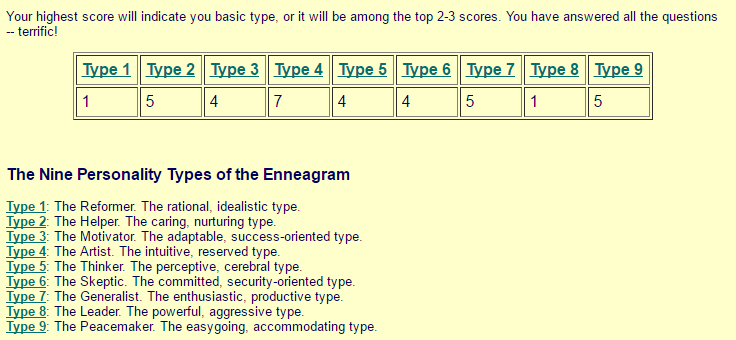 Your highest score will indicate you basic type, or it will be among the top 2-3 scores. You have answered all the questions
-- terrific!
Type 1 Type 2 Type 3 Type 4 Type 5 Type 6 Type 7 Type 8 Type 9
1 5 4 7 4 4 5 1 5
The Nine Personality Types of the Enneagram
Type 1: The Reformer. The rational, idealistic type.
Type 2: The Helper. The caring, nurturing type.
Type 3: The Motivator. The adaptable, success-oriented type.
Type 4: The Artist. The intuitive, reserved type.
Type 5: The Thinker. The perceptive, cerebral type.
Type 6: The Skeptic. The committed, security-oriented type.
Type 7: The Generalist. The enthusiastic, productive type.
Type 8: The Leader. The powerful, aggressive type.
Type 9: The Peacemaker. The easygoing, accommodating type.